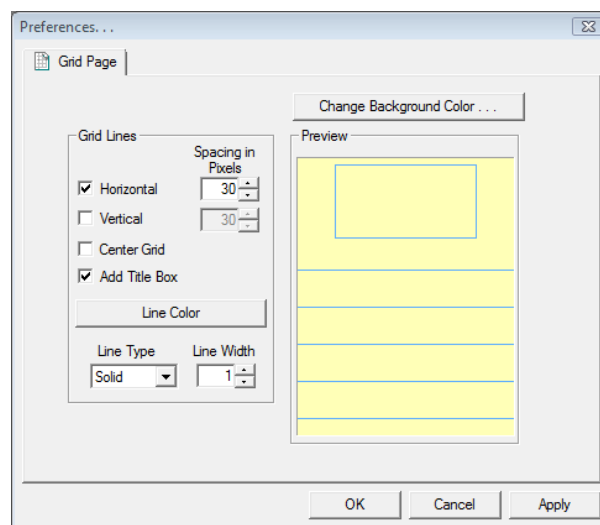 Preferences. . .
Grid Page
Change Background Color . . .
Grid Lines
Spacing in
Pixels
Horizontal 30
Vertical 30
Center Grid
Add Title Box
Line Color
Line Type Line Width
Solid 1
Preview
OK Cancel Apply